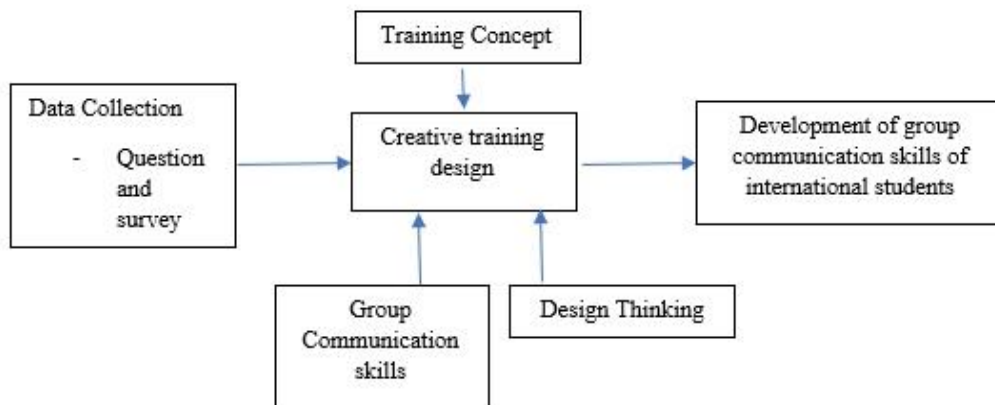 Training Concept
Data Collection
- Question
and
survey
Creative training
design
Development of group
communication skills of
international students
Group
Communication
skills
Design Thinking